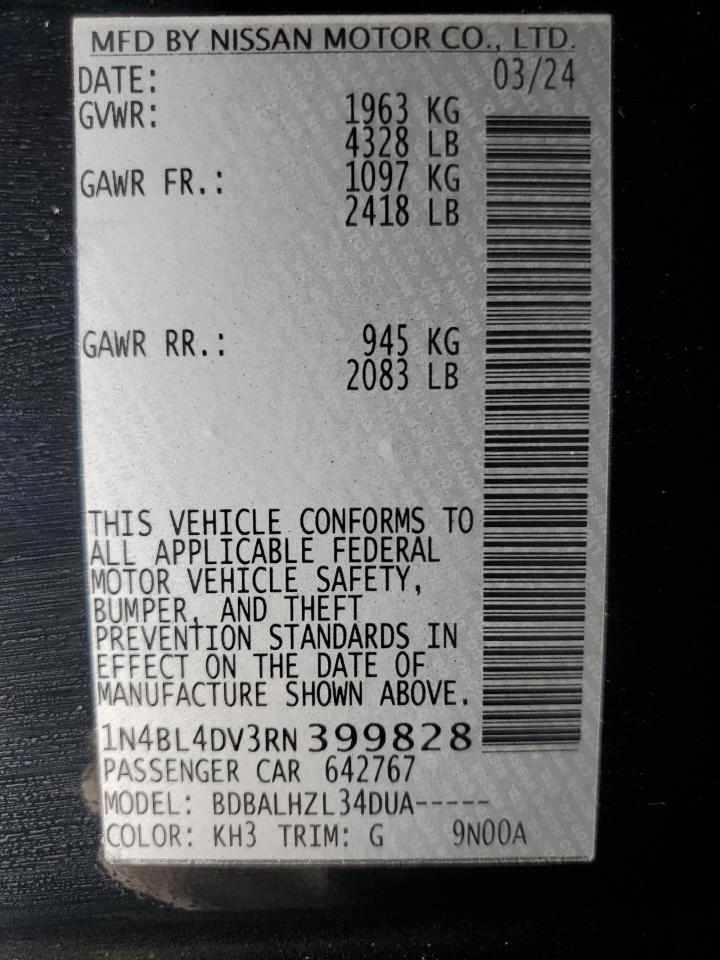 MFD BY NISSAN MOTOR CO., LTD.
DATE: 03/24
GVWR: 1963 KG
4328 LB
GAWR FR.: 1097 KG
2418 LB
GAWR RR.: 945 KG
2083 LB
THIS VEHICLE CONFORMS TO
ALL APPLICABLE FEDERAL
MOTOR VEHICLE SAFETY,
BUMPER, AND THEFT
PREVENTION STANDARDS IN
EFFECT ON THE DATE OF
MANUFACTURE SHOWN ABOVE.
1N4BL4DV3RN399828
PASSENGER CAR 642767
MODEL: BDBALHZL34DUA-----
COLOR: KH3 TRIM: G 9N00A